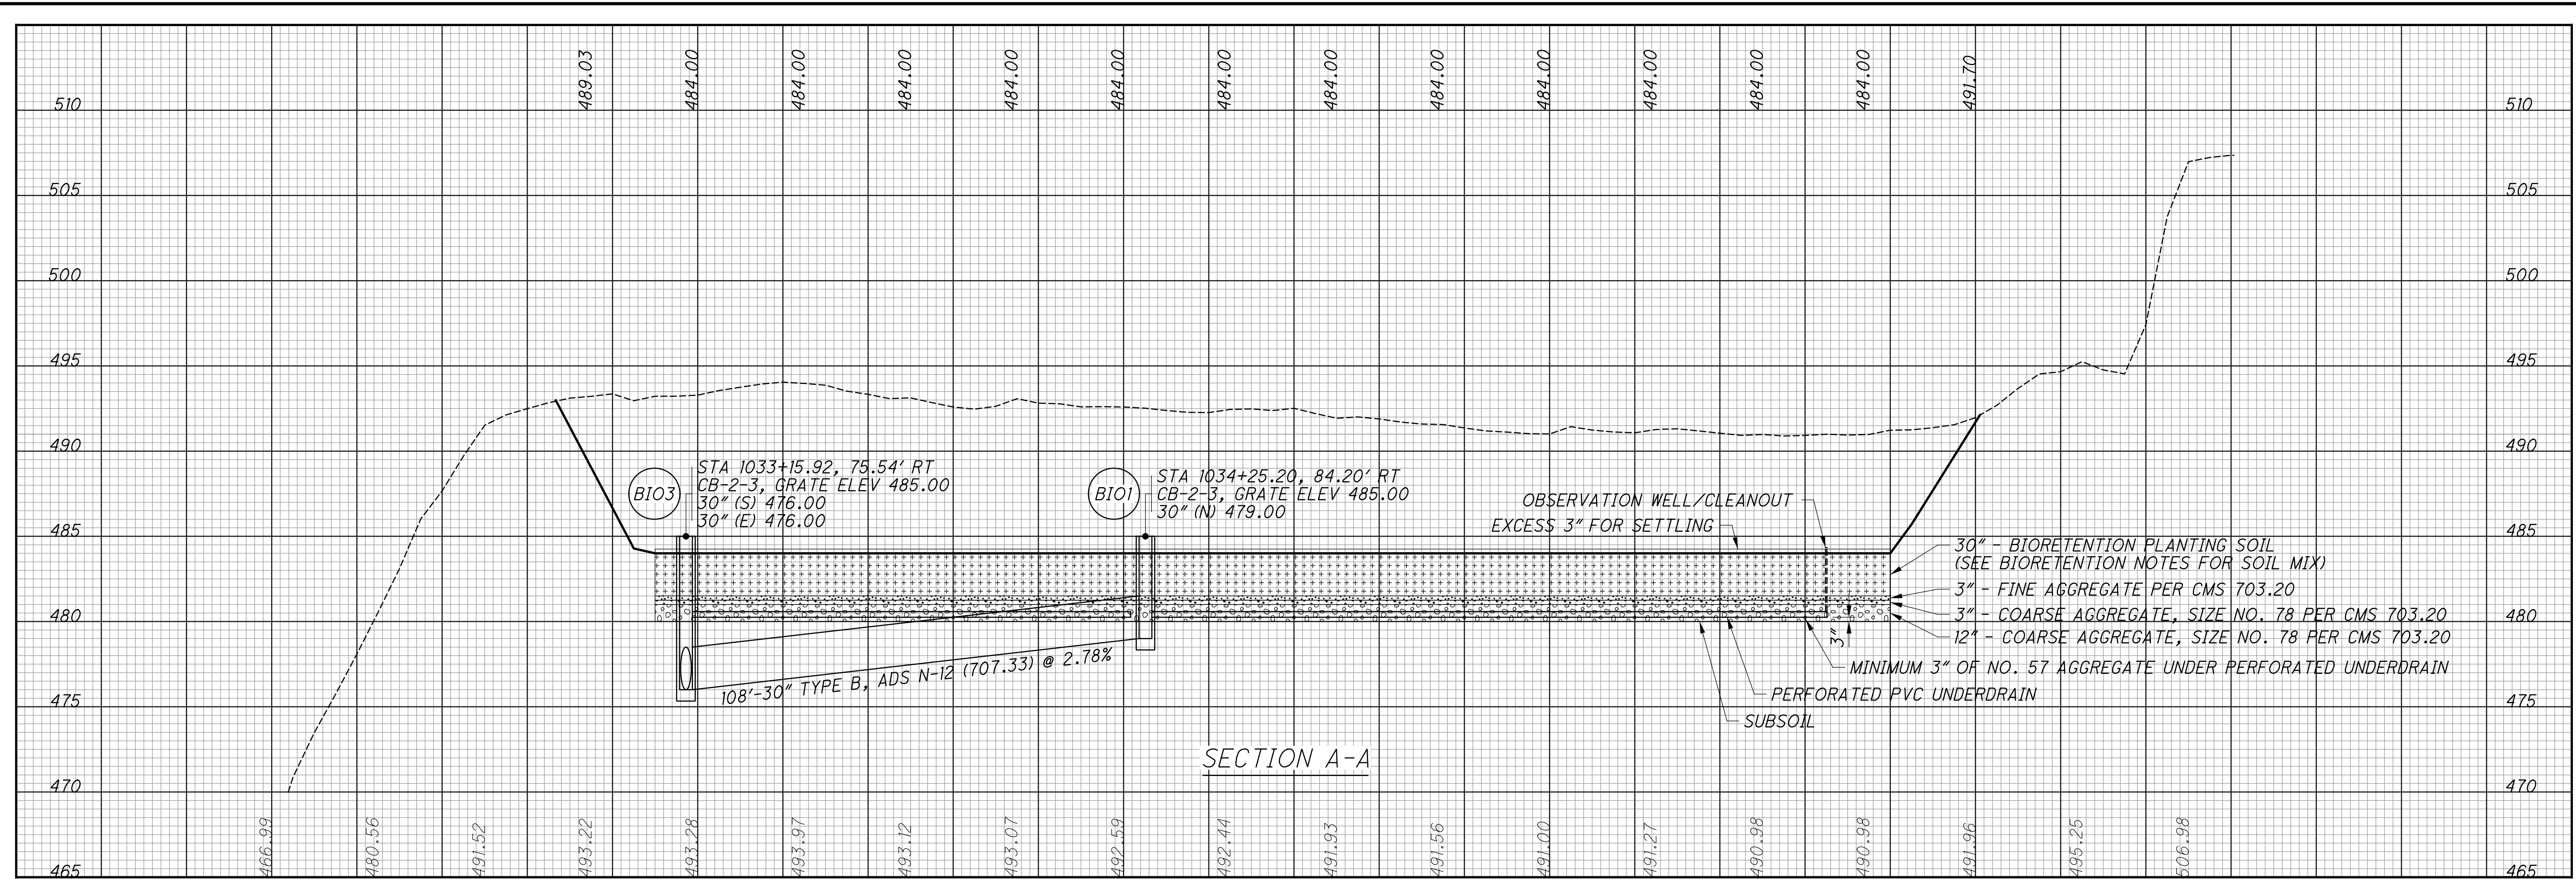 489.03 484.00 484.00 484.00 484.00 484.00 484.00 484.00 484.00 484.00 484.00 484.00 484.00 491.70
510 510
505 505
500 500
495 495
490 490
BIO3
STA 1033+15.92, 75.54' RT
CB-2-3, GRATE ELEV 485.00
30" (S) 476.00
30" (E) 476.00
BIO1
STA 1034+25.20, 84.20' RT
CB-2-3, GRATE ELEV 485.00
30" (N) 479.00
OBSERVATION WELL/CLEANOUT
EXCESS 3" FOR SETTLING
485 485
30" - BIORETENTION PLANTING SOIL
(SEE BIORETENTION NOTES FOR SOIL MIX)
3" - FINE AGGREGATE PER CMS 703.20
3" - COARSE AGGREGATE, SIZE NO. 78 PER CMS 703.20
480 480
12" - COARSE AGGREGATE, SIZE NO. 78 PER CMS 703.20
3"
MINIMUM 3" OF NO. 57 AGGREGATE UNDER PERFORATED UNDERDRAIN
108'-30" TYPE B, ADS N-12 (707.33) @ 2.78%
PERFORATED PVC UNDERDRAIN
475 475
SUBSOIL
SECTION A-A
470 470
466.99 480.56 491.52 493.22 493.28 493.97 493.12 493.07 492.59 492.44 491.93 491.56 491.00 491.27 490.98 490.98 491.96 495.25 506.98
465 465